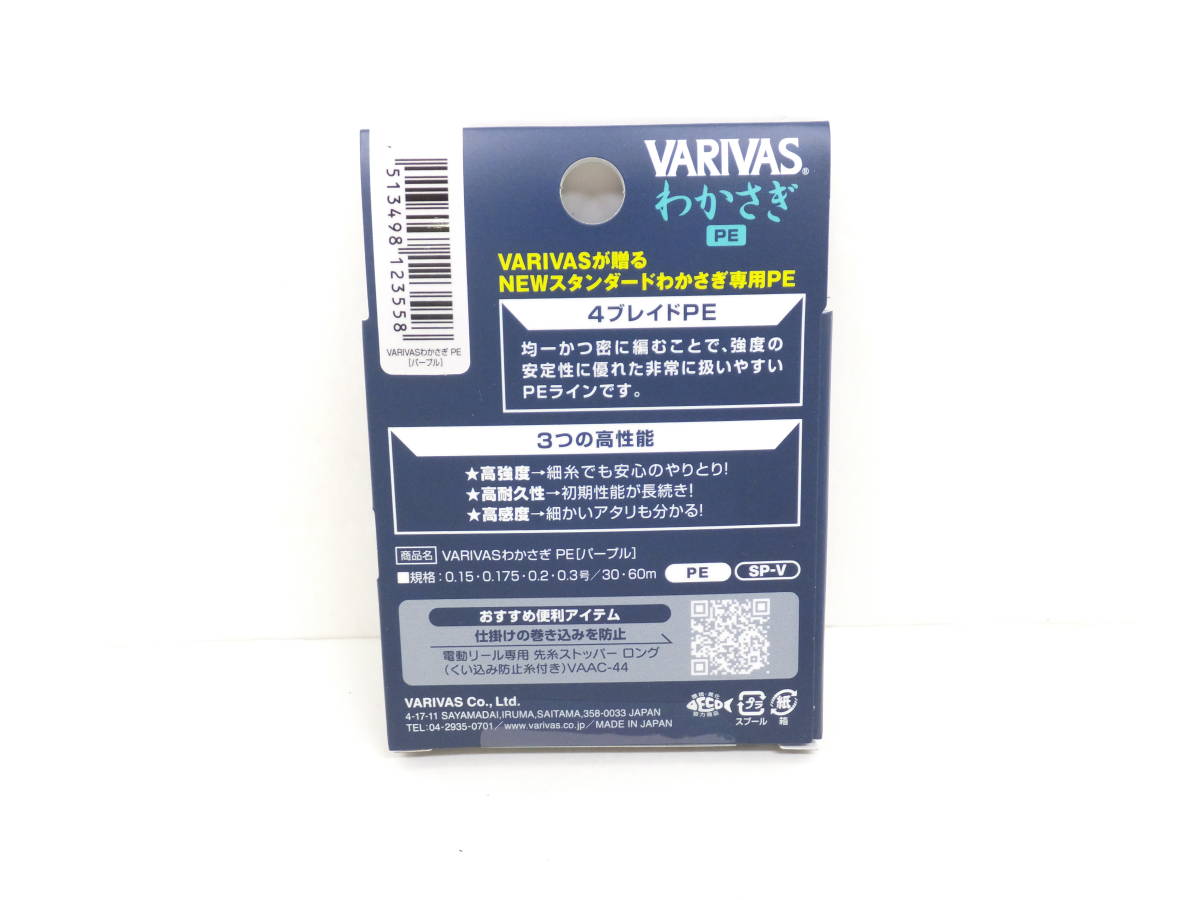 513498 123558
VARIVASわかさぎ PE
[パープル]
VARIVAS®
わかさぎ
PE
VARIVASが贈る
NEWスタンダードわかさぎ専用PE
4ブレイドPE
均一かつ密に編むことで、強度の
安定性に優れた非常に扱いやすい
PEラインです。
3つの高性能
★高強度→細糸でも安心のやりとり!
★高耐久性→初期性能が長続き!
★高感度→細かいアタリも分かる!
商品名 VARIVASわかさぎ PE[パープル]
■規格:0.15・0.175・0.2・0.3号/30・60m PE SP-V
おすすめ便利アイテム
仕掛けの巻き込みを防止
電動リール専用 先糸ストッパー ロング
(くい込み防止糸付き)VAAC-44
VARIVAS Co., Ltd.
4-17-11 SAYAMADAI,IRUMA,SAITAMA,358-0033 JAPAN
TEL:04-2935-0701/www.varivas.co.jp/MADE IN JAPAN
環境・美化
ECO
協力商品
プラ
スプール
紙
箱